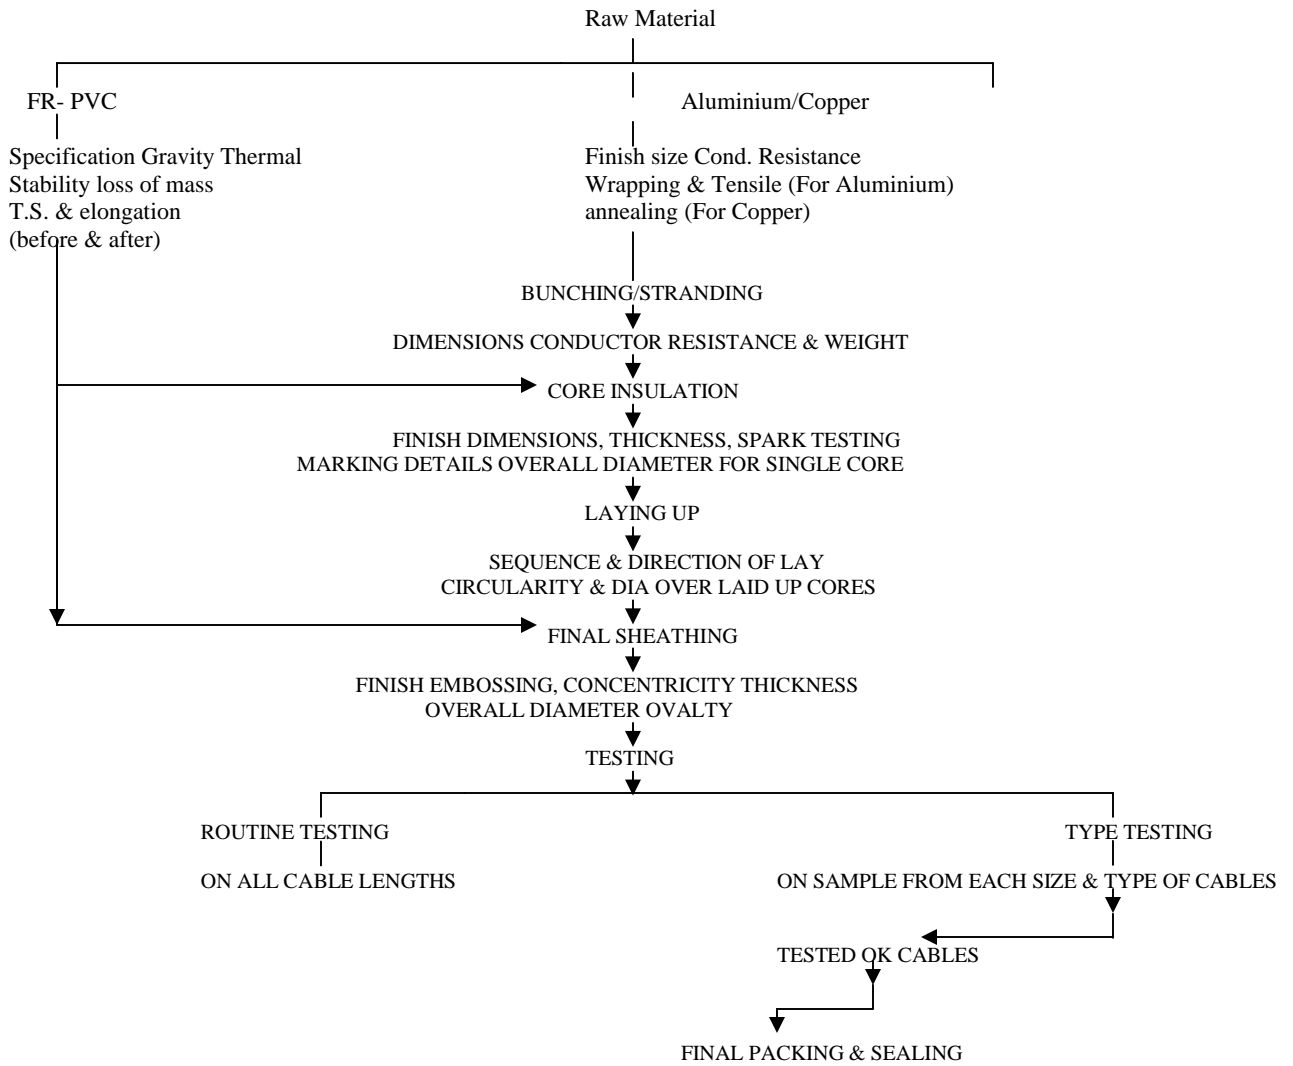 Raw Material
FR- PVC
Aluminium/Copper
Specification Gravity Thermal
Stability loss of mass
T.S. & elongation
(before & after)
Finish size Cond. Resistance
Wrapping & Tensile (For Aluminium)
annealing (For Copper)
BUNCHING/STRANDING
DIMENSIONS CONDUCTOR RESISTANCE & WEIGHT
CORE INSULATION
FINISH DIMENSIONS, THICKNESS, SPARK TESTING
MARKING DETAILS OVERALL DIAMETER FOR SINGLE CORE
LAYING UP
SEQUENCE & DIRECTION OF LAY
CIRCULARITY & DIA OVER LAID UP CORES
FINAL SHEATHING
FINISH EMBOSSING, CONCENTRICITY THICKNESS
OVERALL DIAMETER OVALTY
TESTING
ROUTINE TESTING
TYPE TESTING
ON ALL CABLE LENGTHS
ON SAMPLE FROM EACH SIZE & TYPE OF CABLES
TESTED OK CABLES
FINAL PACKING & SEALING